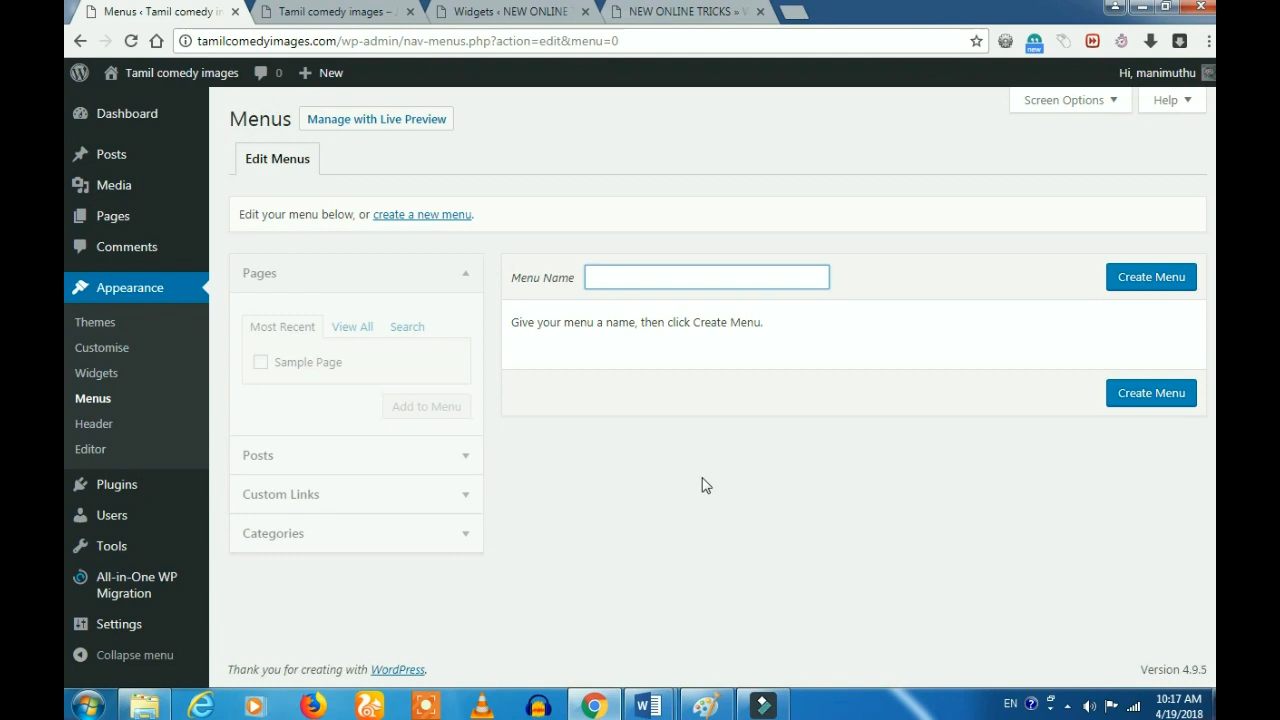 Menus ‹ Tamil comedy in
Tamil comedy images –
Widgets ‹ NEW ONLINE
NEW ONLINE TRICKS »
tamilcomedyimages.com/wp-admin/nav-menus.php?action=edit&menu=0
new
Tamil comedy images
0
New
Hi, manimuthu
Dashboard
Posts
Media
Pages
Comments
Appearance
Themes
Customise
Widgets
Menus
Header
Editor
Plugins
Users
Tools
All-in-One WP
Migration
Settings
Collapse menu
Screen Options
Help
Menus
Manage with Live Preview
Edit Menus
Edit your menu below, or create a new menu.
Pages
Most Recent
View All
Search
Sample Page
Add to Menu
Posts
Custom Links
Categories
Menu Name
Create Menu
Give your menu a name, then click Create Menu.
Create Menu
Thank you for creating with WordPress.
Version 4.9.5
EN
10:17 AM
4/19/2018